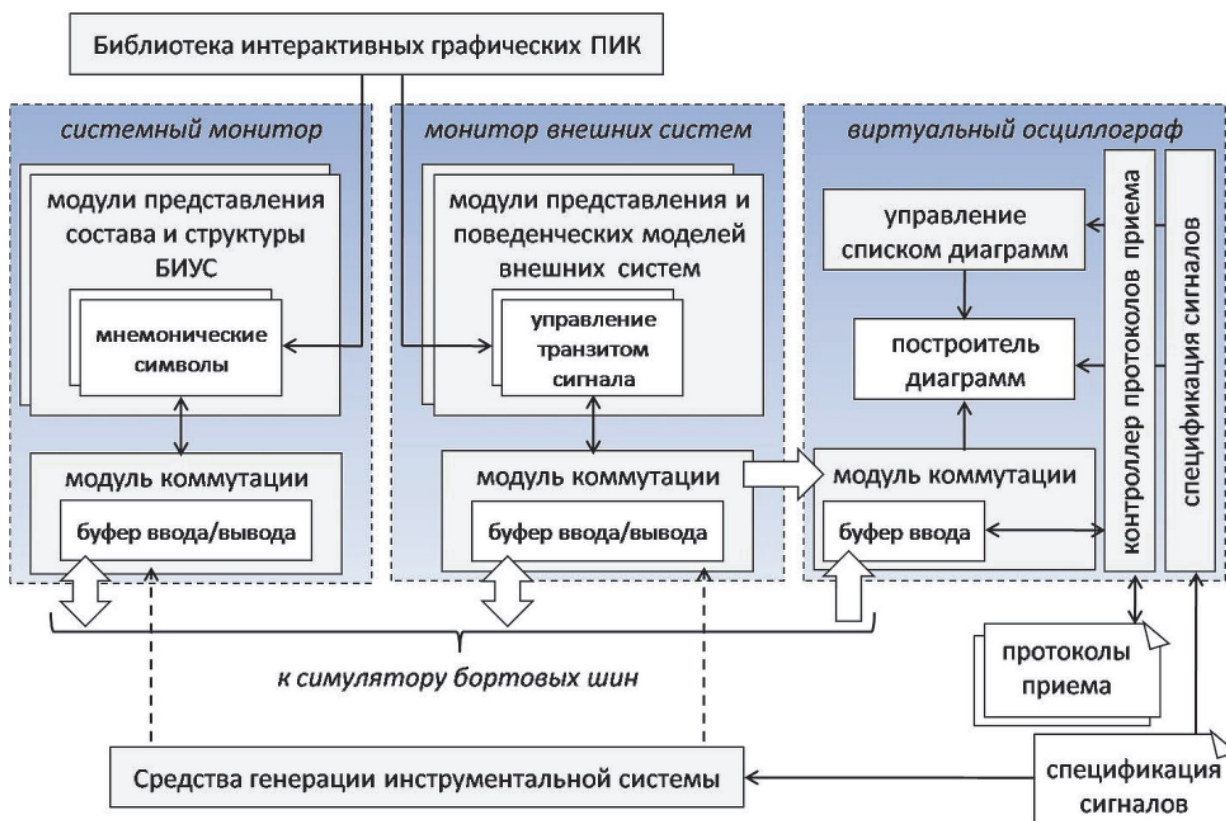 Библиотека интерактивных графических ПИК
системный монитор
модули представления
состава и структуры
БИУС
мнемонические
символы
модуль коммутации
буфер ввода/вывода
монитор внешних систем
модули представления и
поведенческих моделей
внешних систем
управление
транзитом
сигнала
модуль коммутации
буфер ввода/вывода
виртуальный осциллограф
управление
списком диаграмм
построитель
диаграмм
модуль коммутации
буфер ввода
контроллер протоколов приема
спецификация сигналов
к симулятору бортовых шин
протоколы
приема
Средства генерации инструментальной системы
спецификация
сигналов